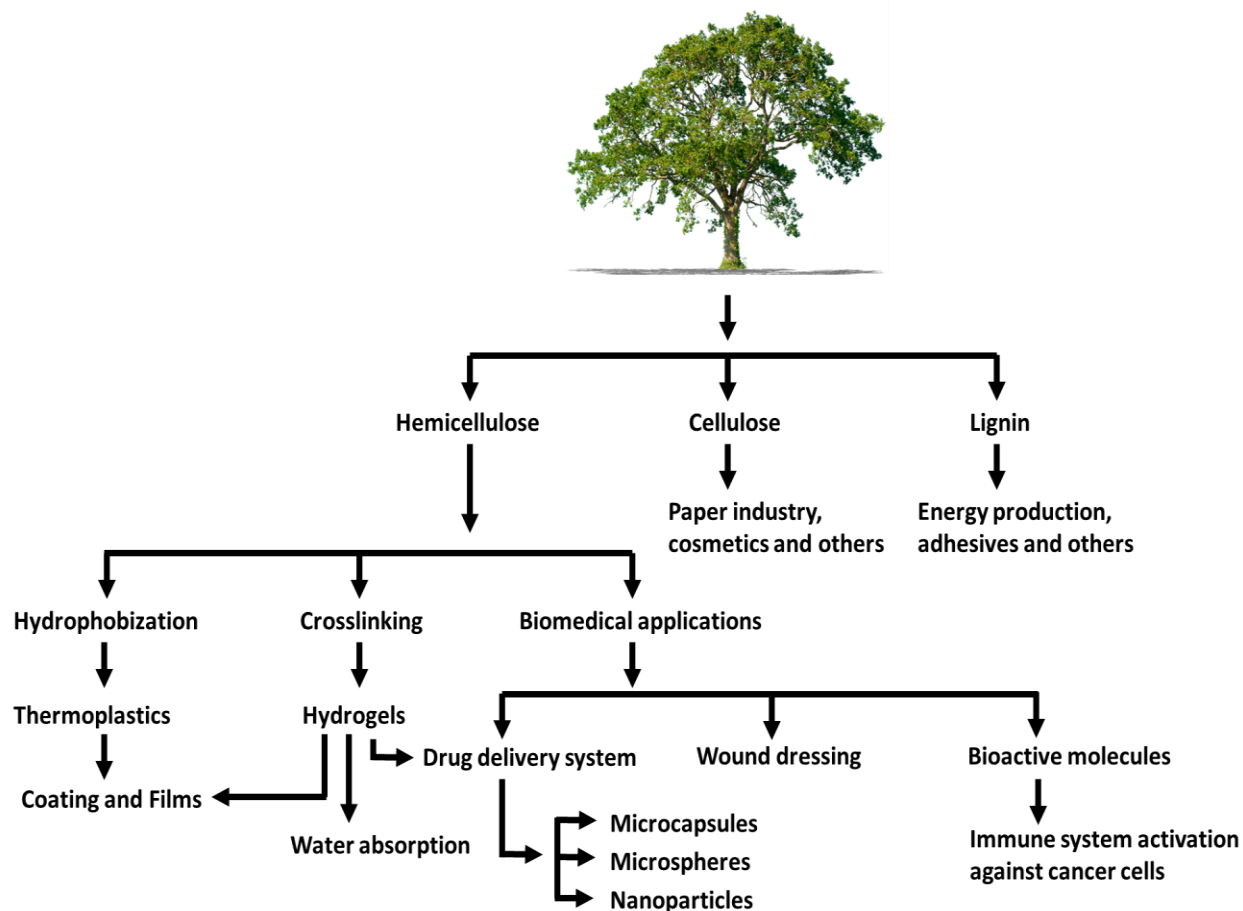 Hemicellulose
Cellulose
Lignin
Paper industry,
cosmetics and others
Energy production,
adhesives and others
Hydrophobization
Crosslinking
Biomedical applications
Thermoplastics
Hydrogels
Drug delivery system
Wound dressing
Bioactive molecules
Coating and Films
Water absorption
Microcapsules
Microspheres
Nanoparticles
Immune system activation
against cancer cells